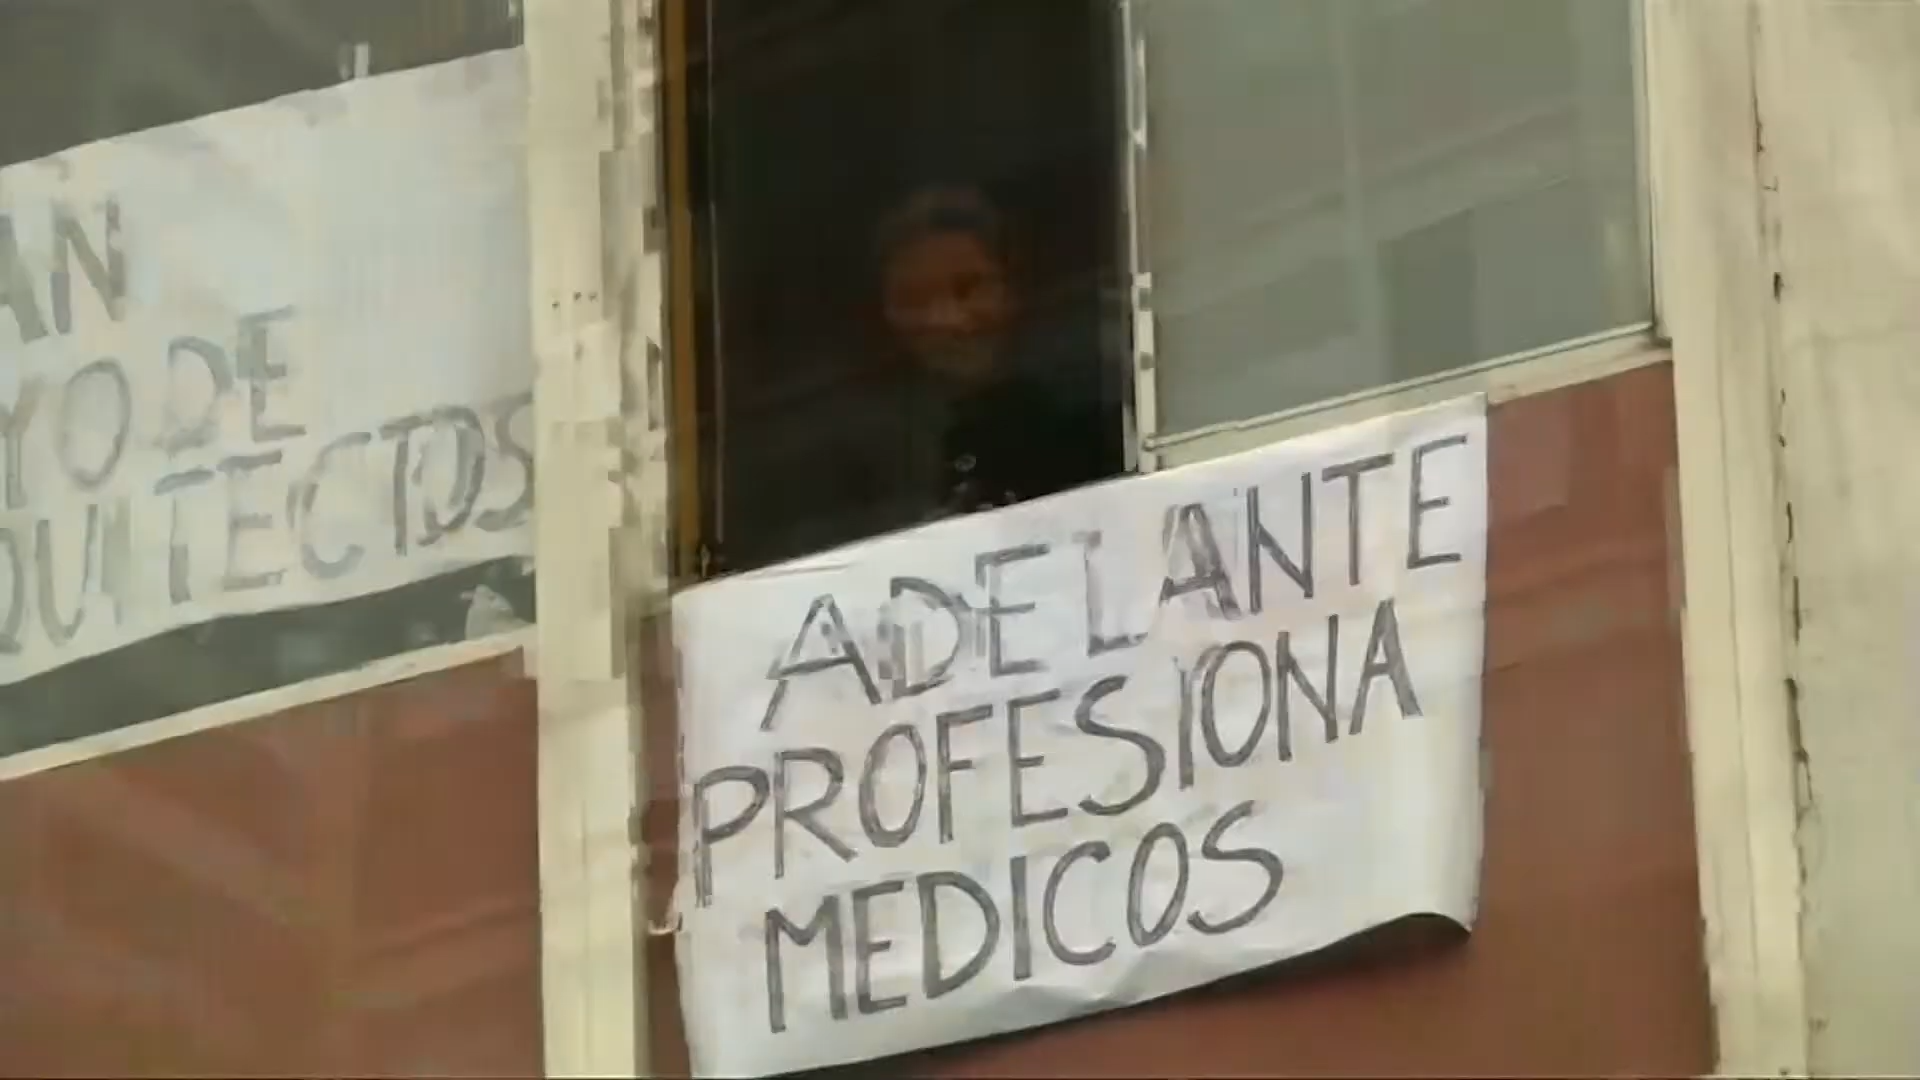 AN
YO DE
QUITECTOS
ADELANTE
PROFESIONA
MEDICOS